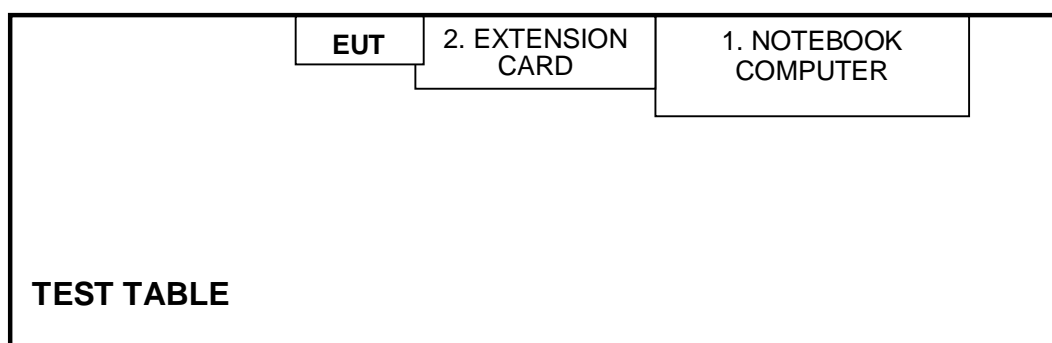 EUT
2. EXTENSION
CARD
1. NOTEBOOK
COMPUTER
TEST TABLE